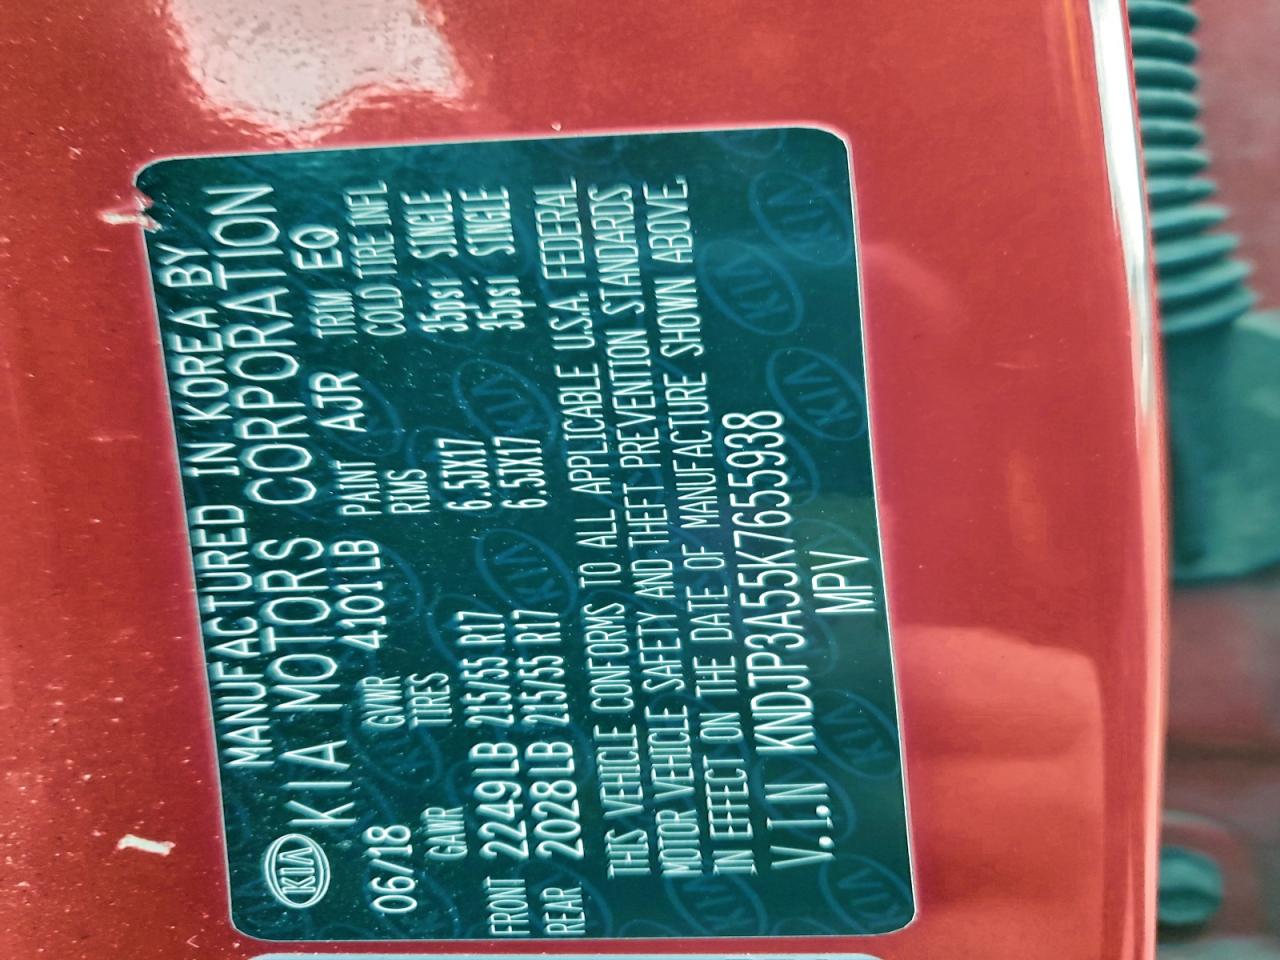 MANUFACTURED IN KOREA BY
KIA KIA MOTORS CORPORATION
06/18 GVWR 4101LB PAINT AJR TRIM EQ
GAWR TIRES RIMS COLD TIRE INFL
FRONT 2249LB 215/55 R17 6.5JX17 35psi SINGLE
REAR 2028LB 215/55 R17 6.5JX17 35psi SINGLE
THIS VEHICLE CONFORMS TO ALL APPLICABLE U.S.A. FEDERAL
MOTOR VEHICLE SAFETY AND THEFT PREVENTION STANDARDS
IN EFFECT ON THE DATE OF MANUFACTURE SHOWN ABOVE.
V.I.N KNDJP3A55K7655938
MPV